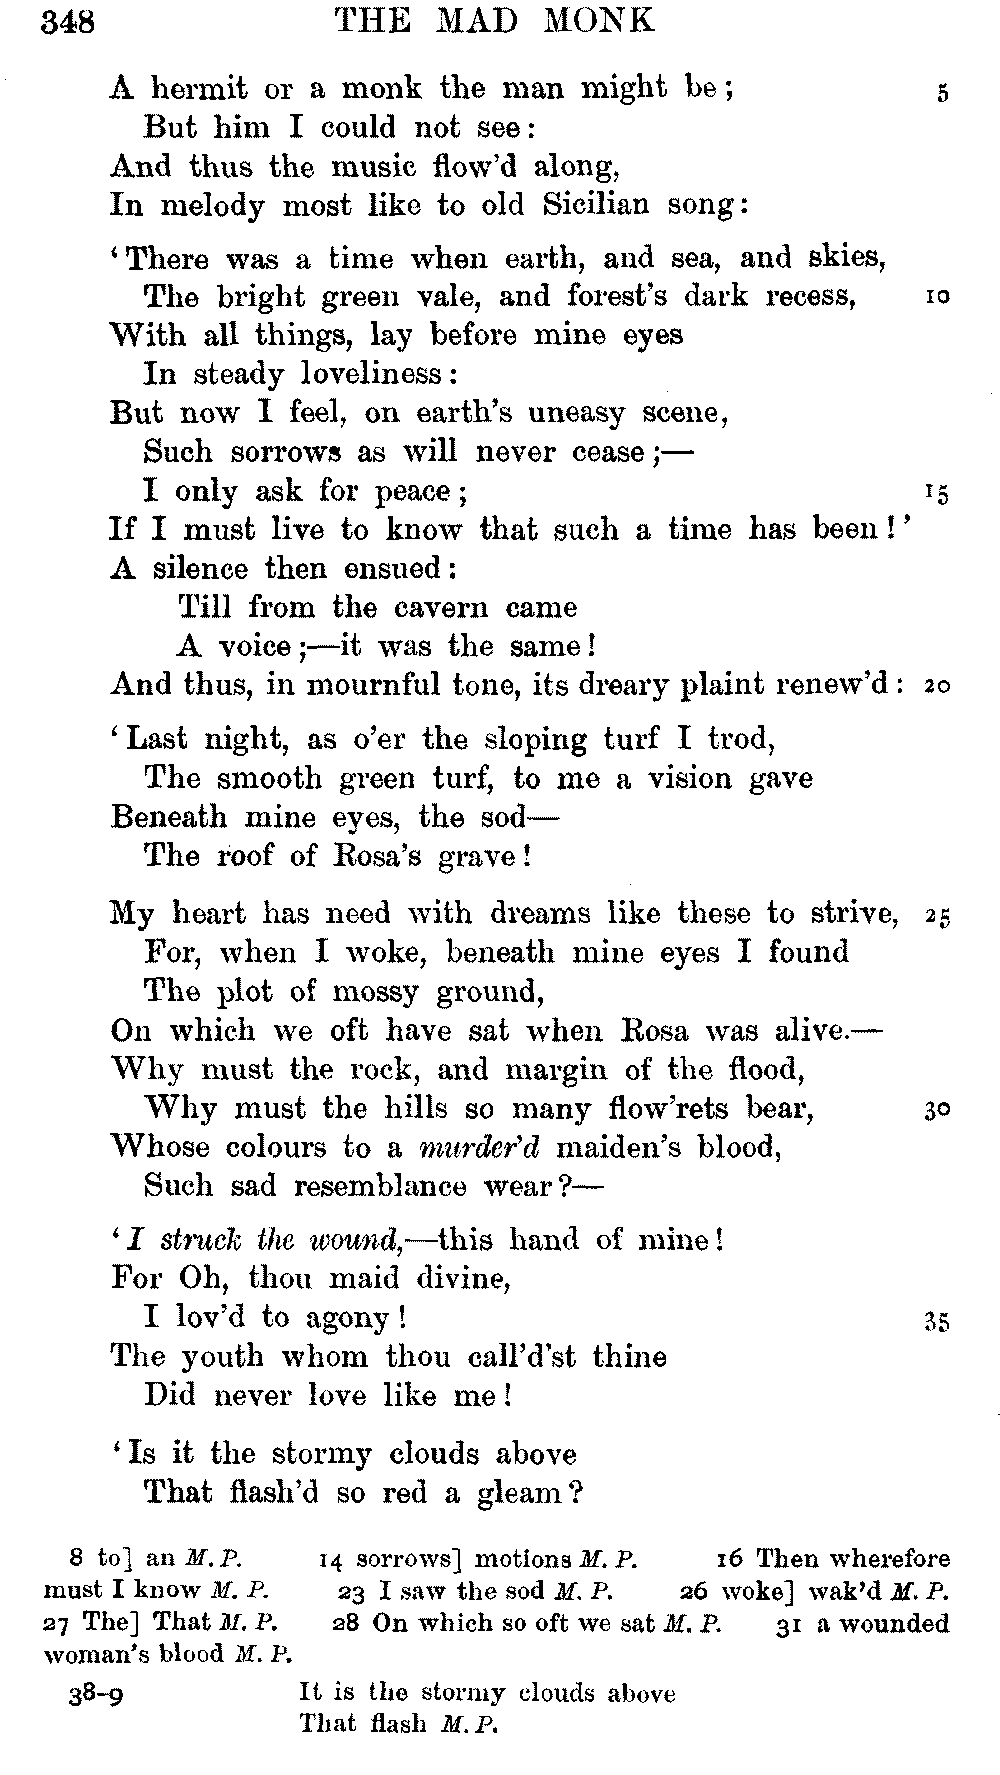 348 THE MAD MONK
A hermit or a monk the man might be; 5
But him I could not see:
And thus the music flow'd along,
In melody most like to old Sicilian song:
'There was a time when earth, and sea, and skies,
The bright green vale, and forest's dark recess, 10
With all things, lay before mine eyes
In steady loveliness:
But now I feel, on earth's uneasy scene,
Such sorrows as will never cease;—
I only ask for peace; 15
If I must live to know that such a time has been!'
A silence then ensued:
Till from the cavern came
A voice;—it was the same!
And thus, in mournful tone, its dreary plaint renew'd: 20
'Last night, as o'er the sloping turf I trod,
The smooth green turf, to me a vision gave
Beneath mine eyes, the sod—
The roof of Rosa's grave!
My heart has need with dreams like these to strive, 25
For, when I woke, beneath mine eyes I found
The plot of mossy ground,
On which we oft have sat when Rosa was alive.—
Why must the rock, and margin of the flood,
Why must the hills so many flow'rets bear, 30
Whose colours to a murder'd maiden's blood,
Such sad resemblance wear?—
'I struck the wound,—this hand of mine!
For Oh, thou maid divine,
I lov'd to agony! 35
The youth whom thou call'd'st thine
Did never love like me!
'Is it the stormy clouds above
That flash'd so red a gleam?
8 to] an M. P. 14 sorrows] motions M. P. 16 Then wherefore
must I know M. P. 23 I saw the sod M. P. 26 woke] wak'd M. P.
27 The] That M. P. 28 On which so oft we sat M. P. 31 a wounded
woman's blood M. P.
38-9 It is the stormy clouds above
That flash M. P.